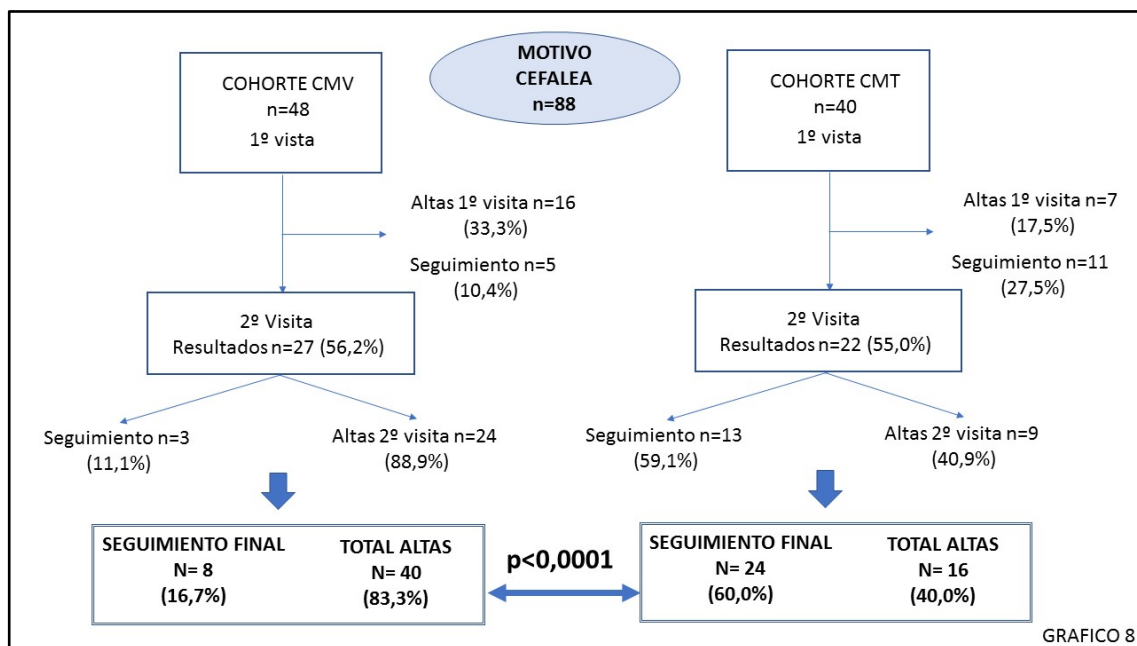 MOTIVO
CEFALEA
n=88
COHORTE CMV
n=48
1º vista
Altas 1º visita n=16
(33,3%)
Seguimiento n=5
(10,4%)
2º Visita
Resultados n=27 (56,2%)
Seguimiento n=3
(11,1%)
Altas 2º visita n=24
(88,9%)
SEGUIMIENTO FINAL
N= 8
(16,7%)
TOTAL ALTAS
N= 40
(83,3%)
p<0,0001
COHORTE CMT
n=40
1º vista
Altas 1º visita n=7
(17,5%)
Seguimiento n=11
(27,5%)
2º Visita
Resultados n=22 (55,0%)
Seguimiento n=13
(59,1%)
Altas 2º visita n=9
(40,9%)
SEGUIMIENTO FINAL
N= 24
(60,0%)
TOTAL ALTAS
N= 16
(40,0%)
GRAFICO 8